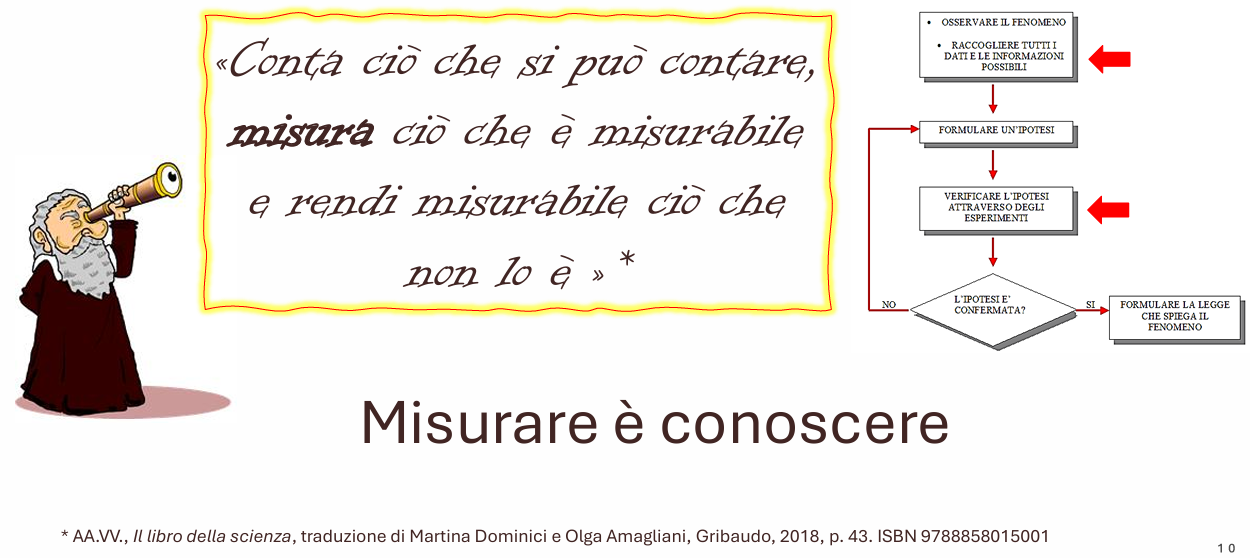 «Conta ciò che si può contare,
misura ciò che è misurabile
e rendi misurabile ciò che
non lo è » *
• OSSERVARE IL FENOMENO
• RACCOGLIERE TUTTI I
DATI E LE INFORMAZIONI
POSSIBILI
FORMULARE UN'IPOTESI
VERIFICARE L'IPOTESI
ATTRAVERSO DEGLI
ESPERIMENTI
L'IPOTESI E'
CONFERMATA?
NO
SI
FORMULARE LA LEGGE
CHE SPIEGA IL
FENOMENO
Misurare è conoscere
* AA.VV., Il libro della scienza, traduzione di Martina Dominici e Olga Amagliani, Gribaudo, 2018, p. 43. ISBN 9788858015001
10